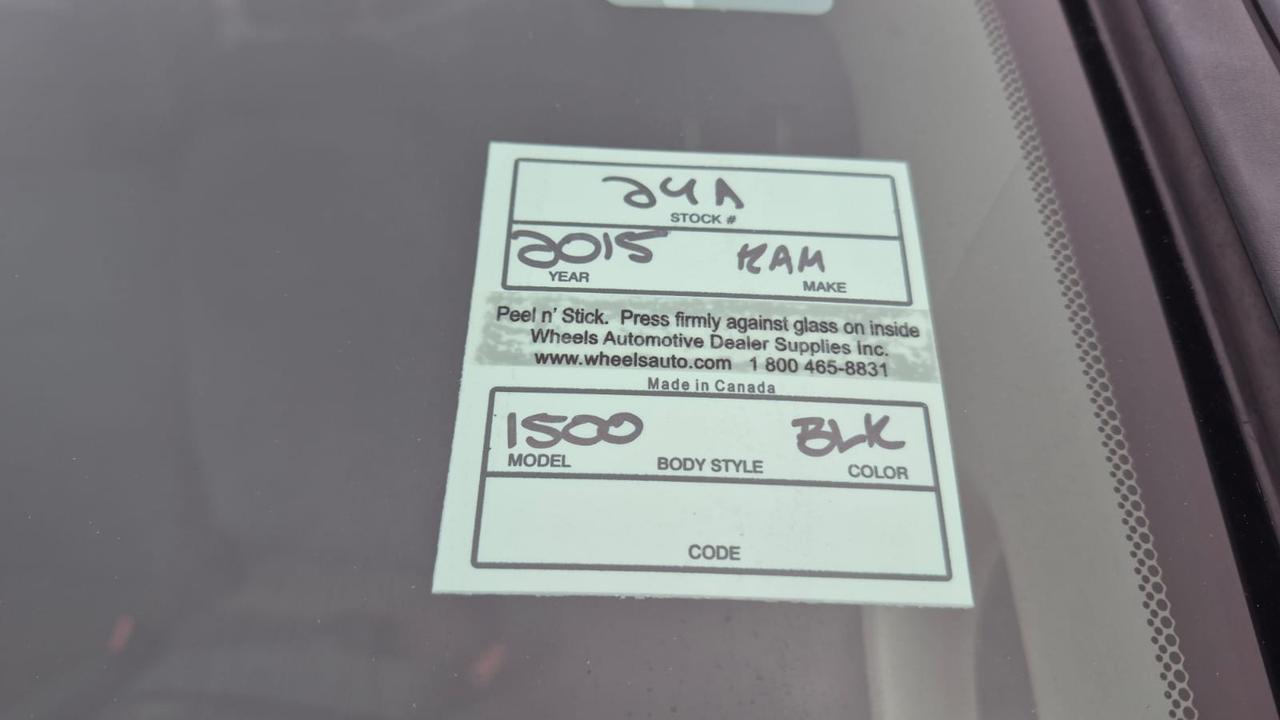 24A
STOCK #
2015 RAM
YEAR MAKE
Peel n' Stick. Press firmly against glass on inside
Wheels Automotive Dealer Supplies Inc.
www.wheelsauto.com 1 800 465-8831
Made in Canada
1500 BLK
MODEL BODY STYLE COLOR
CODE